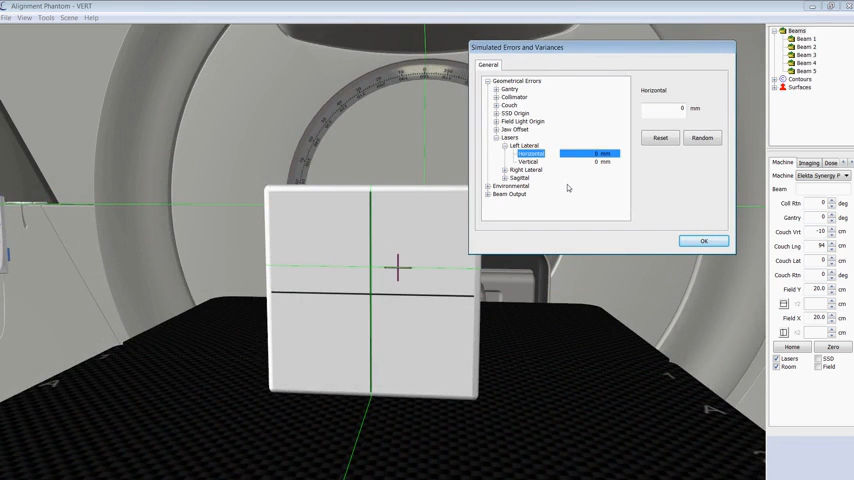 Alignment Phantom - VERT
File View Tools Scene Help
Simulated Errors and Variances
General
Geometrical Errors
Gantry
Collimator
Couch
SSD Origin
Field Light Origin
Jaw Offset
Lasers
Left Lateral
Horizontal 0 mm
Vertical 0 mm
Right Lateral
Sagittal
Environmental
Beam Output
Horizontal
0 mm
Reset Random
OK
Beams
Beam 1
Beam 2
Beam 3
Beam 4
Beam 5
Contours
Surfaces
Machine Imaging Dose
Machine Elekta Synergy P
Beam
Coll Rtn 0 deg
Gantry 0 deg
Couch Vrt -10 cm
Couch Lng 94 cm
Couch Lat 0 cm
Couch Rtn 0 deg
Field Y 20.0 cm
cm
Field X 20.0 cm
cm
Home Zero
Lasers SSD
Room Field
A